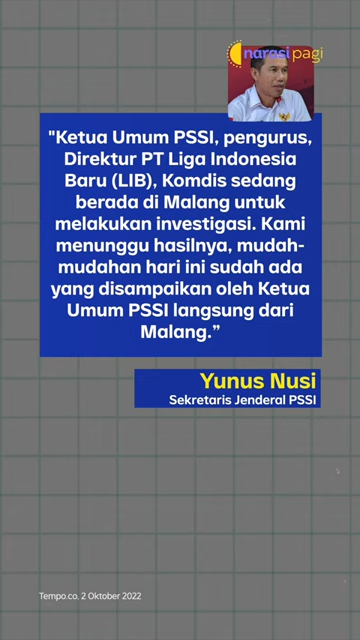 narasi pagi
"Ketua Umum PSSI, pengurus,
Direktur PT Liga Indonesia
Baru (LIB), Komdis sedang
berada di Malang untuk
melakukan investigasi. Kami
menunggu hasilnya, mudah-
mudahan hari ini sudah ada
yang disampaikan oleh Ketua
Umum PSSI langsung dari
Malang.”
Yunus Nusi
Sekretaris Jenderal PSSI
Tempo.co, 2 Oktober 2022